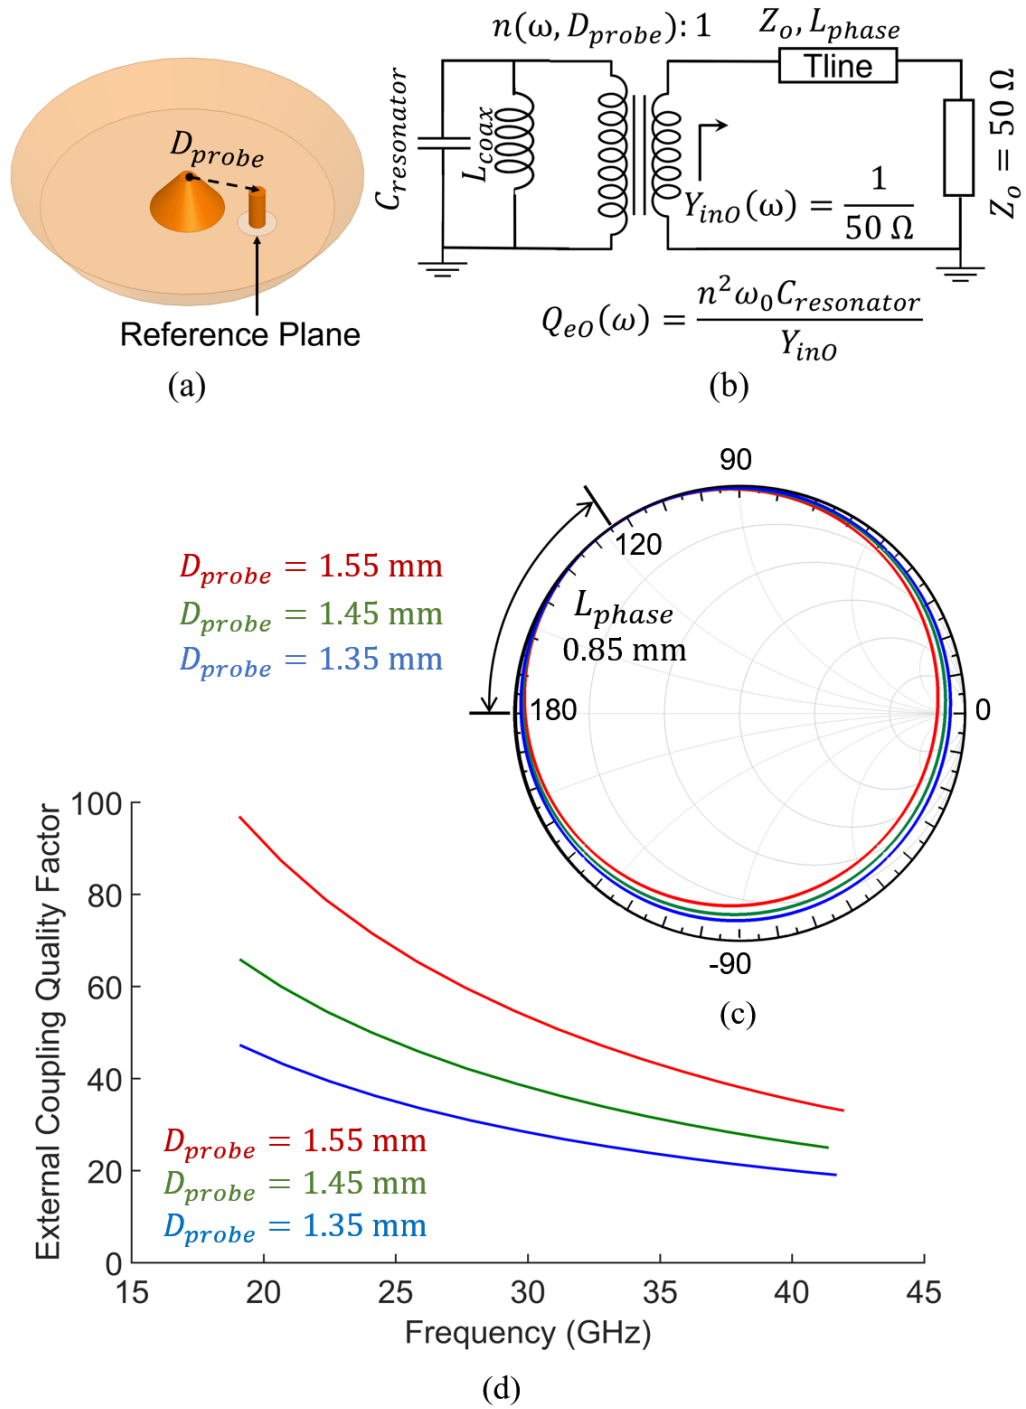 D_probe
Reference Plane
(a)
n(ω, D_probe): 1
Z_o, L_phase
Tline
C_resonator
L_coax
Y_inO(ω) = 1 / 50 Ω
Z_o = 50 Ω
Q_eO(ω) = n²ω₀C_resonator / Y_inO
(b)
D_probe = 1.55 mm
D_probe = 1.45 mm
D_probe = 1.35 mm
90
120
L_phase
0.85 mm
180
0
-90
(c)
External Coupling Quality Factor
100
80
60
40
20
0
D_probe = 1.55 mm
D_probe = 1.45 mm
D_probe = 1.35 mm
15 20 25 30 35 40 45
Frequency (GHz)
(d)